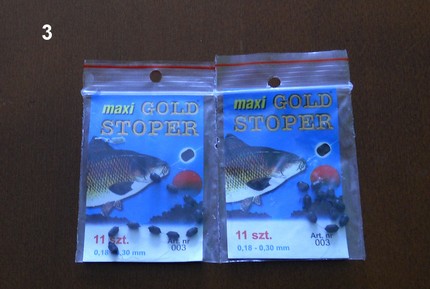 3
maxi GOLD
STOPER
11 szt.
0,18 - 0,30 mm
Art. nr
003
maxi GOLD
STOPER
11 szt.
0,18 - 0,30 mm
Art. nr
003